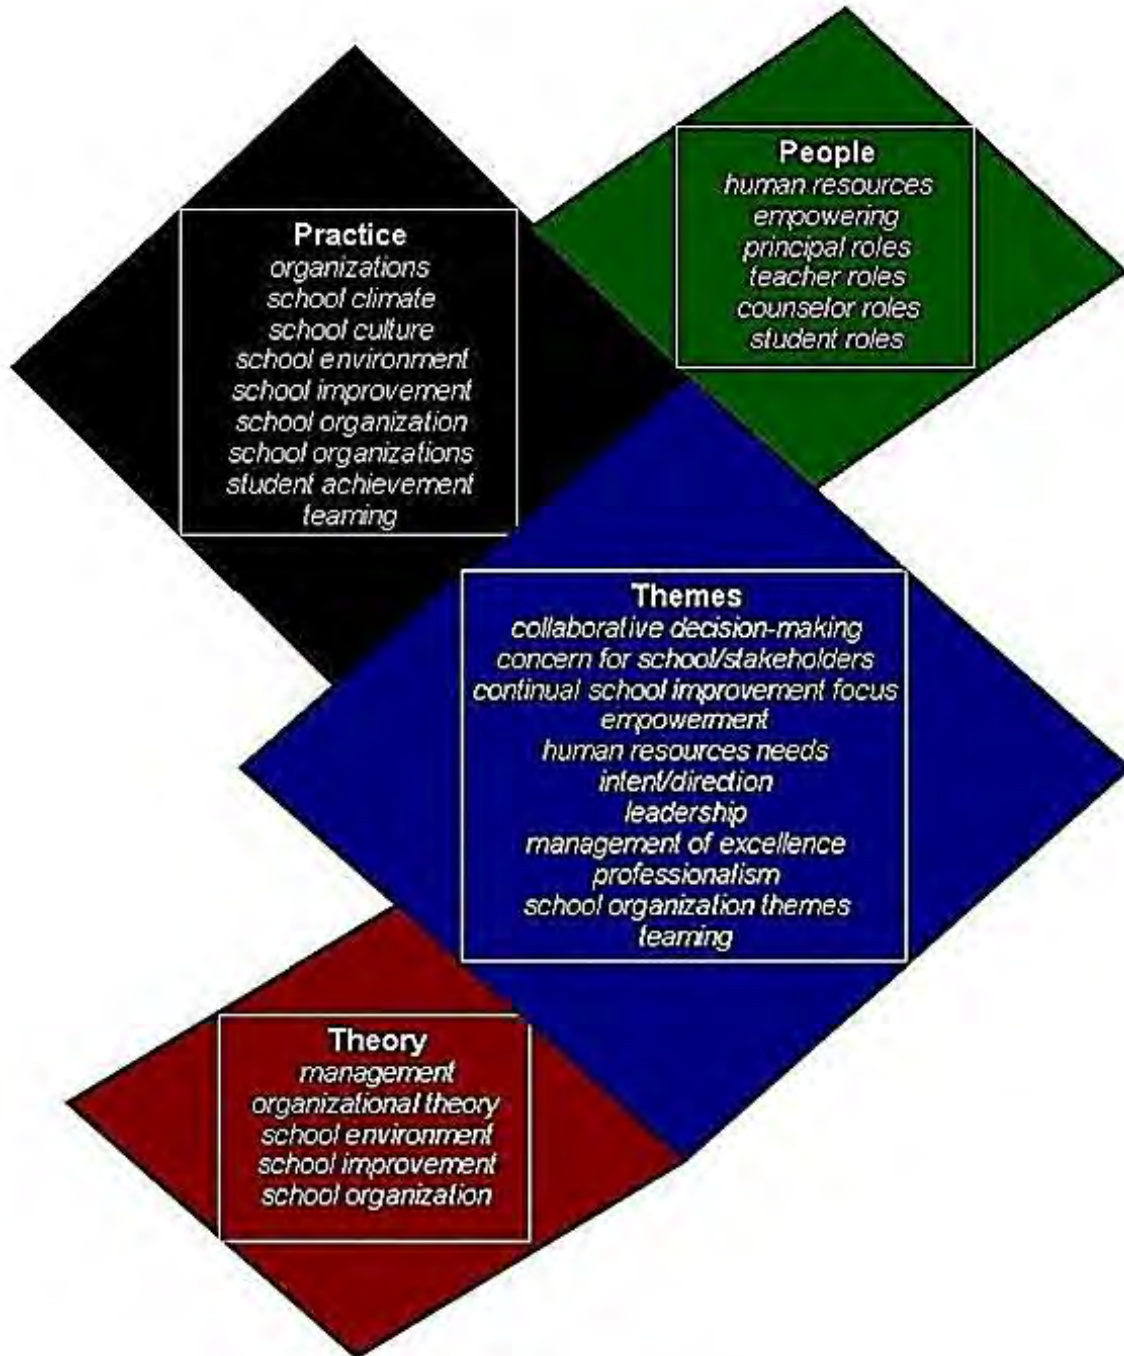 People
human resources
empowering
principal roles
teacher roles
counselor roles
student roles
Practice
organizations
school climate
school culture
school environment
school improvement
school organization
school organizations
student achievement
teaming
Themes
collaborative decision-making
concern for school/stakeholders
continual school improvement focus
empowerment
human resources needs
intent/direction
leadership
management of excellence
professionalism
school organization themes
teaming
Theory
management
organizational theory
school environment
school improvement
school organization